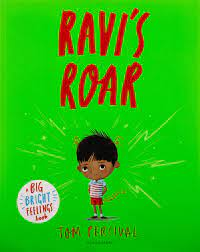 RAVI'S
ROAR
A
BIG
BRIGHT
FEELINGS
book
TOM PERCIVAL